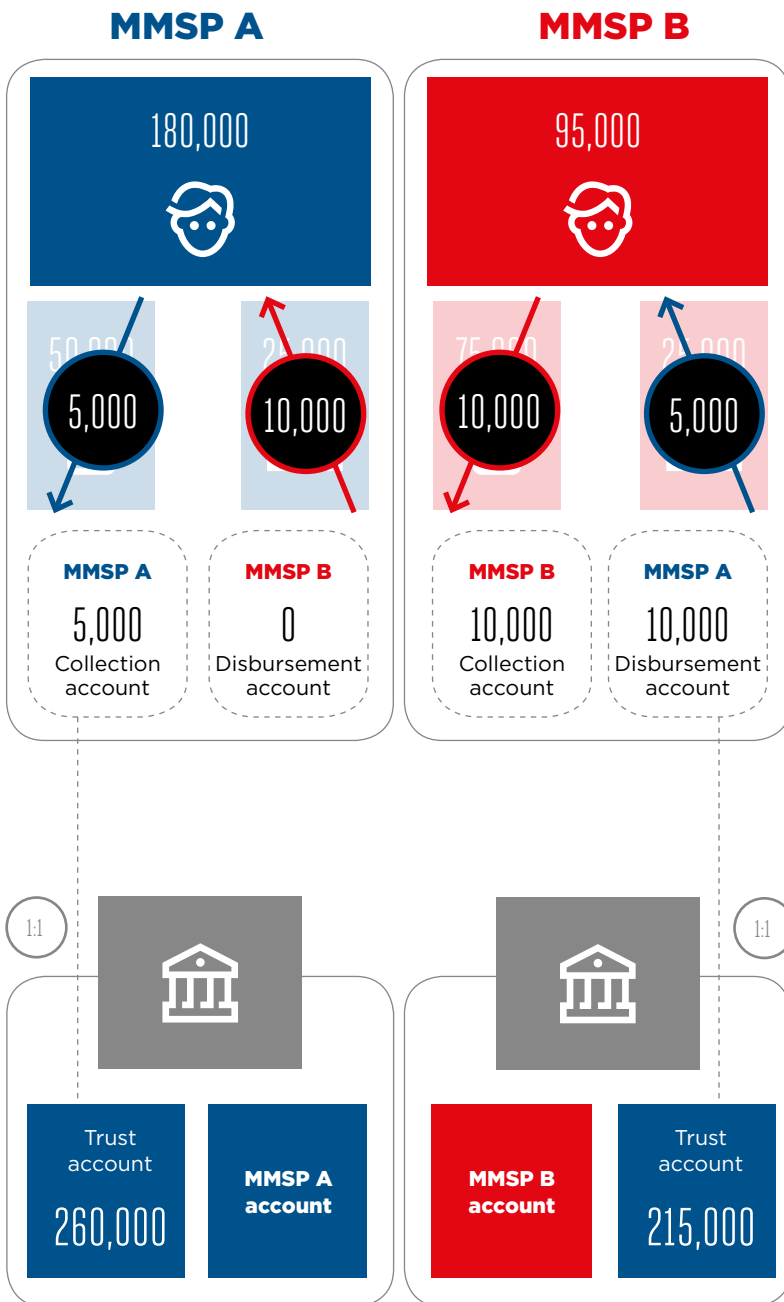 MMSP A
MMSP B
180,000
95,000
5,000
10,000
10,000
5,000
MMSP A
5,000
Collection
account
MMSP B
0
Disbursement
account
MMSP B
10,000
Collection
account
MMSP A
10,000
Disbursement
account
1:1
1:1
Trust
account
260,000
MMSP A
account
MMSP B
account
Trust
account
215,000